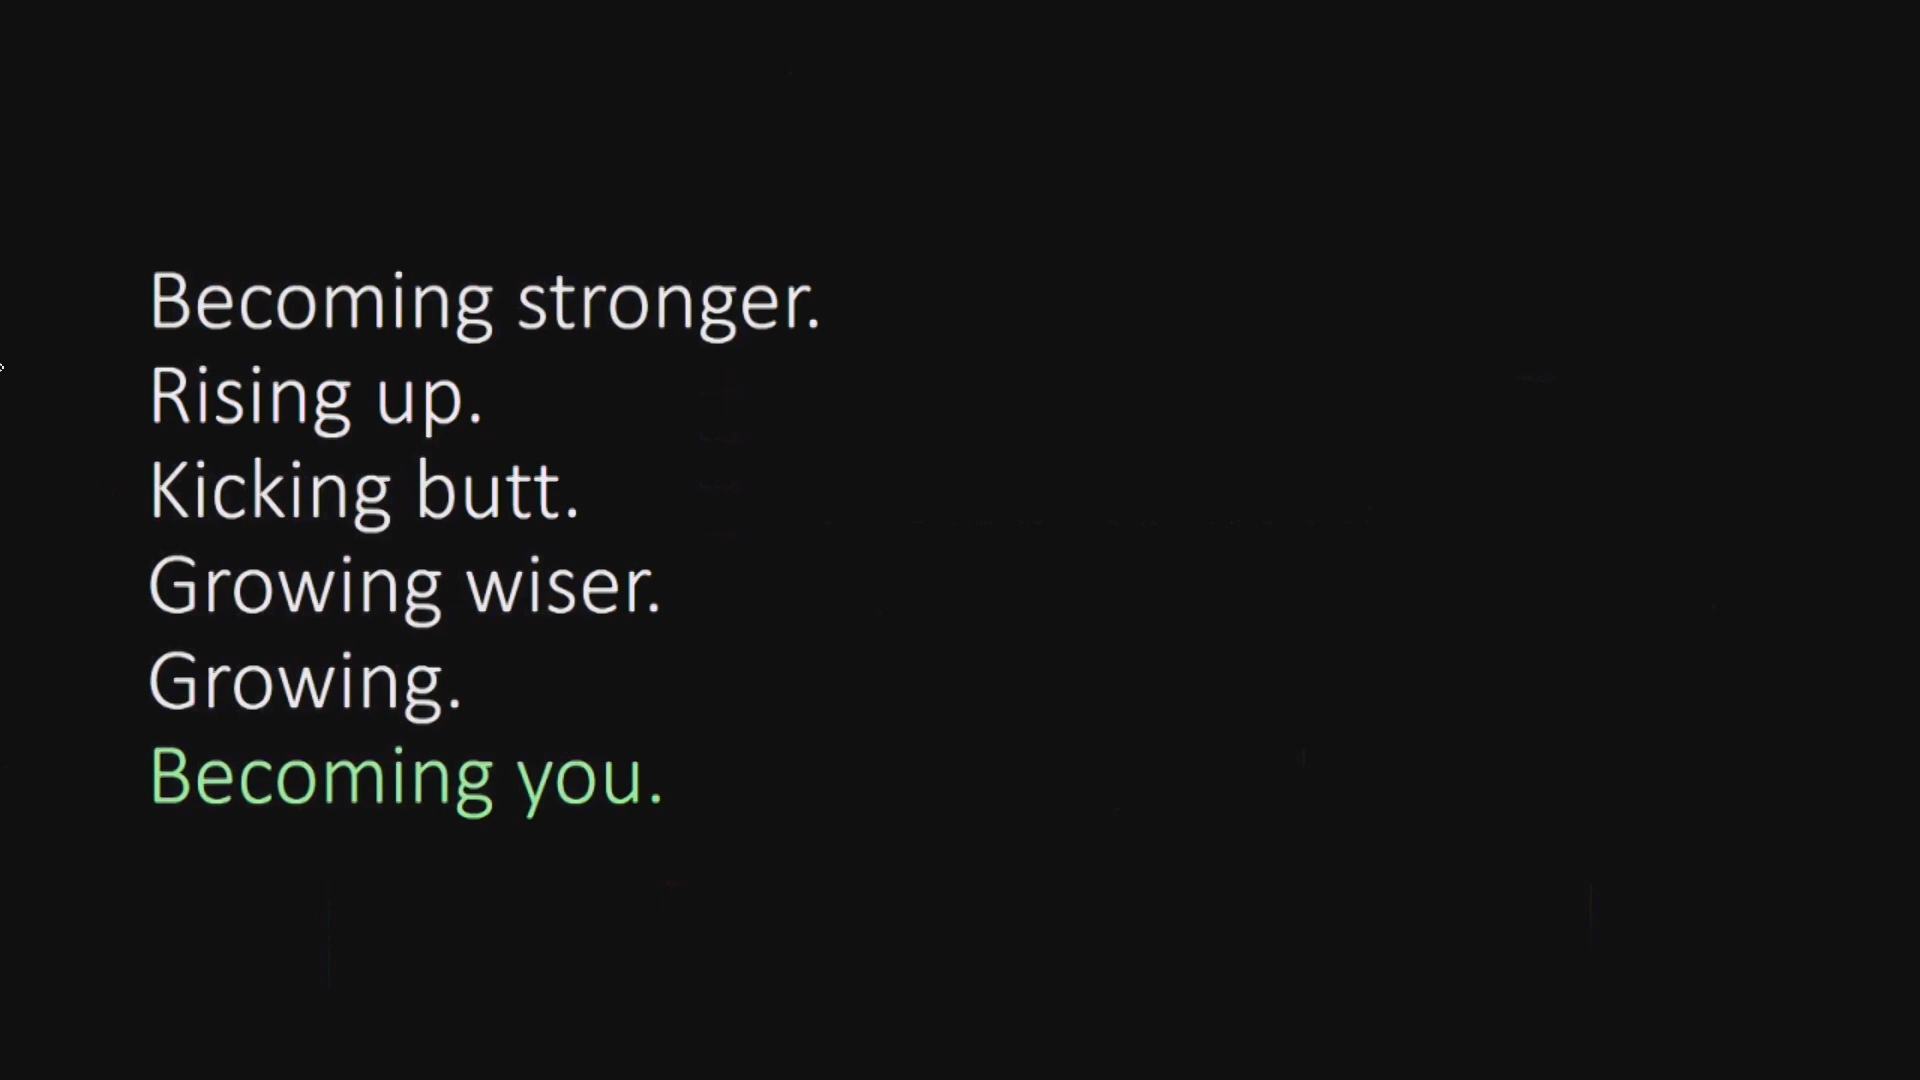 Becoming stronger.
Rising up.
Kicking butt.
Growing wiser.
Growing.
Becoming you.